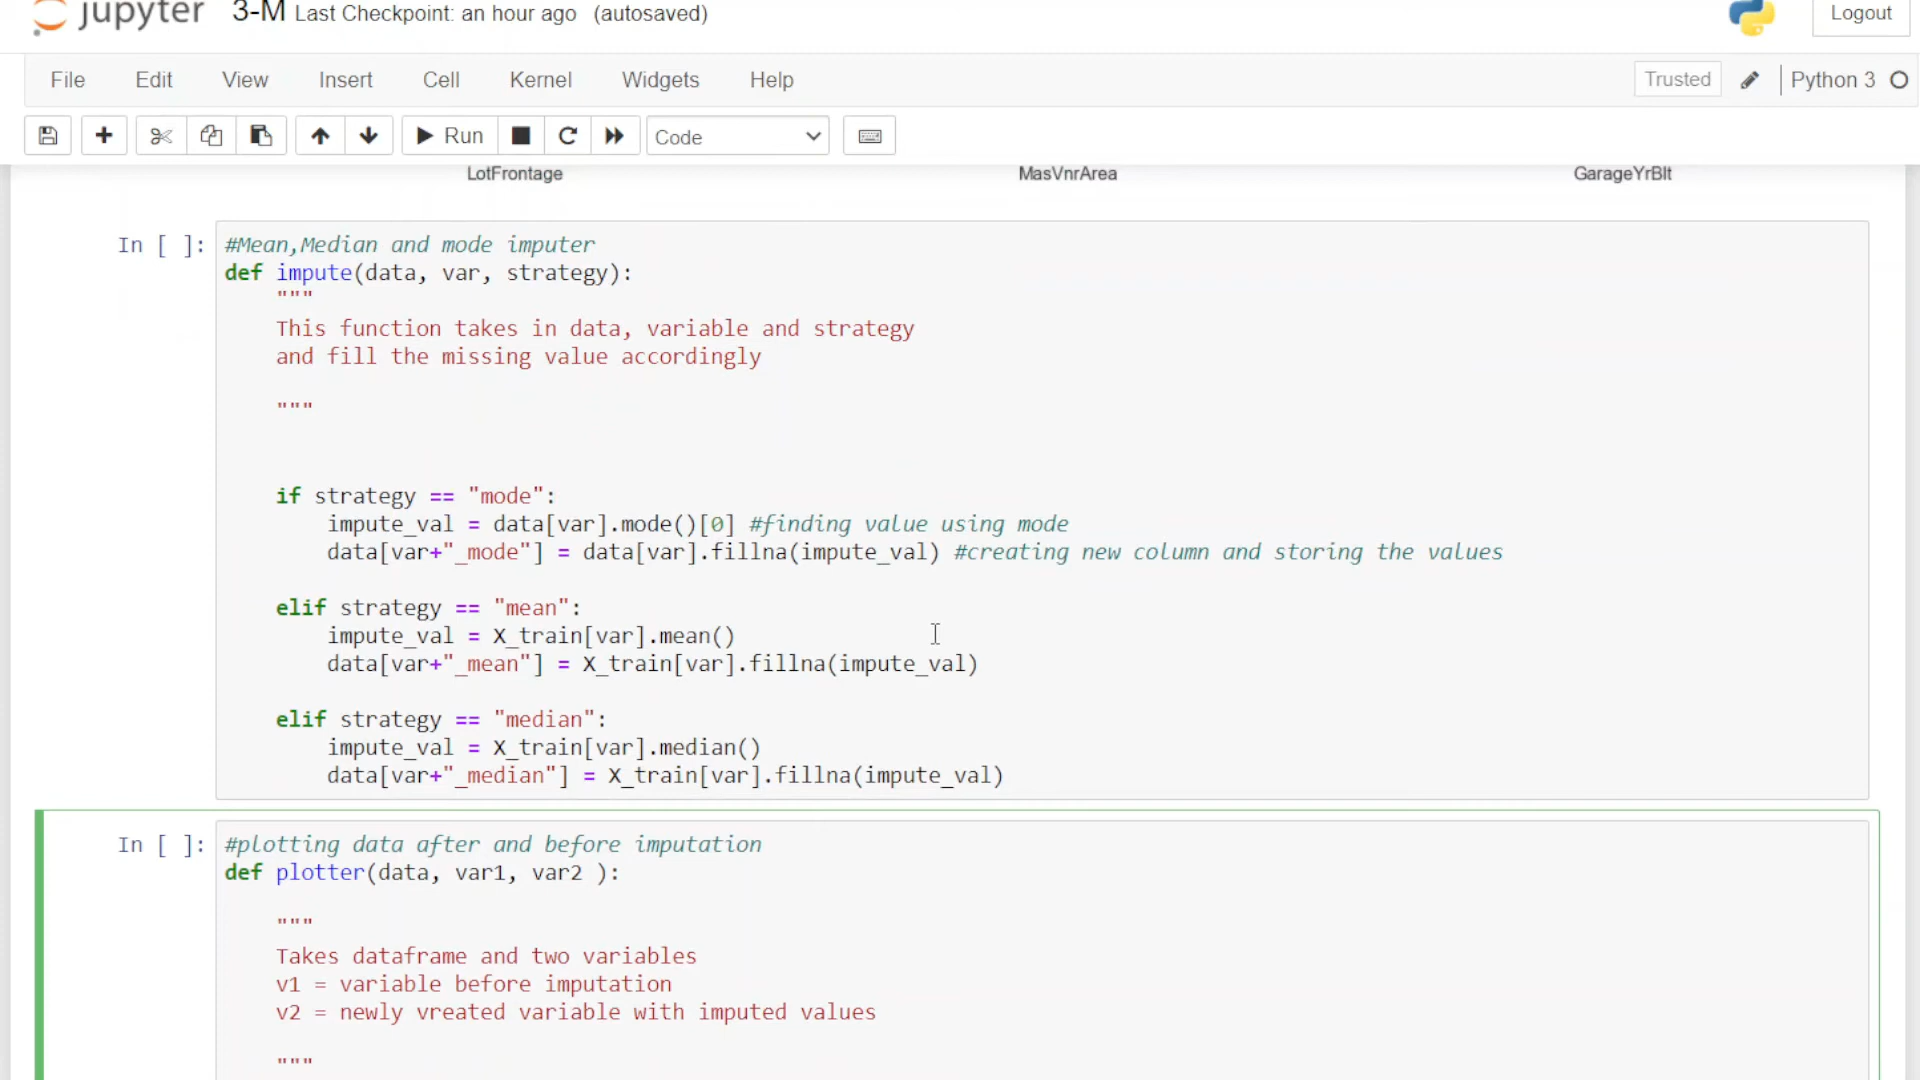 jupyter 3-M Last Checkpoint: an hour ago (autosaved) Logout
File Edit View Insert Cell Kernel Widgets Help Trusted Python 3
Run Code
LotFrontage MasVnrArea GarageYrBlt
In [ ]: #Mean,Median and mode imputer
def impute(data, var, strategy):
"""
This function takes in data, variable and strategy
and fill the missing value accordingly
"""
if strategy == "mode":
impute_val = data[var].mode()[0] #finding value using mode
data[var+"_mode"] = data[var].fillna(impute_val) #creating new column and storing the values
elif strategy == "mean":
impute_val = X_train[var].mean()
data[var+"_mean"] = X_train[var].fillna(impute_val)
elif strategy == "median":
impute_val = X_train[var].median()
data[var+"_median"] = X_train[var].fillna(impute_val)
In [ ]: #plotting data after and before imputation
def plotter(data, var1, var2 ):
"""
Takes dataframe and two variables
v1 = variable before imputation
v2 = newly vreated variable with imputed values
"""